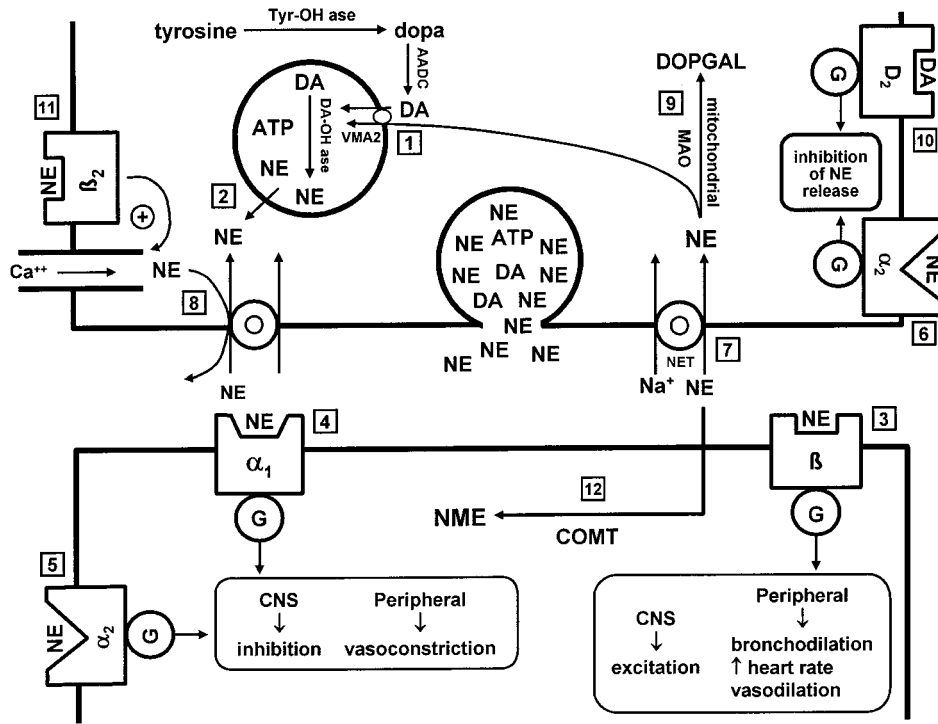 Tyr-OH ase
tyrosine
dopa
AADC
DA
DA
DA-OH ase
ATP
VMA2
1
NE
NE
2
NE
DOPGAL
9
mitochondrial
MAO
NE
G
D2
DA
10
inhibition
of NE
release
G
α2
NE
6
11
NE
ß2
+
Ca++
NE
8
NE
NE
ATP
NE
NE
DA
NE
DA
NE
NE
NE
NE
NE
NE
7
NET
Na+
NE
NE
4
α1
G
NE
3
ß
G
12
NME
COMT
5
NE
α2
G
CNS
↓
inhibition
Peripheral
↓
vasoconstriction
CNS
↓
excitation
Peripheral
↓
bronchodilation
↑ heart rate
vasodilation